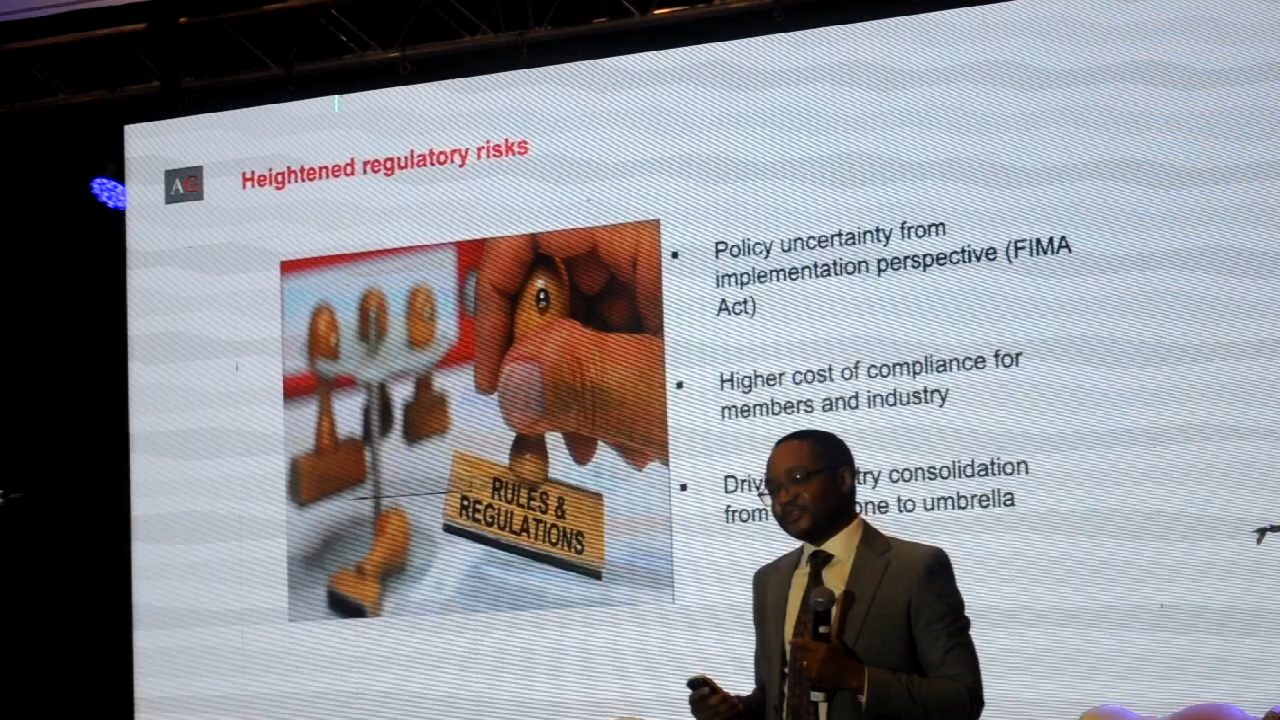 AC
Heightened regulatory risks
Policy uncertainty from
implementation perspective (FIMA
Act)
Higher cost of compliance for
members and industry
consolidation
from to umbrella
RULES &
REGULATIONS